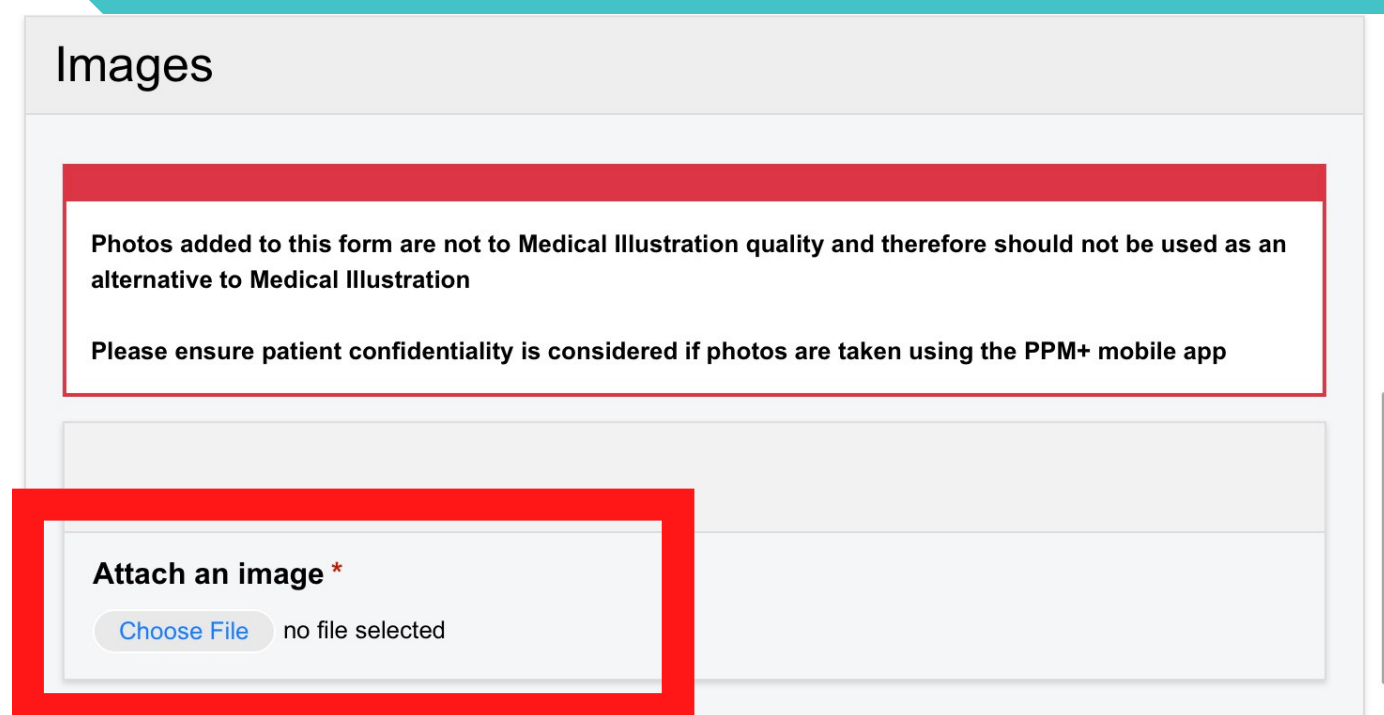 Images
Photos added to this form are not to Medical Illustration quality and therefore should not be used as an
alternative to Medical Illustration
Please ensure patient confidentiality is considered if photos are taken using the PPM+ mobile app
Attach an image *
Choose File no file selected